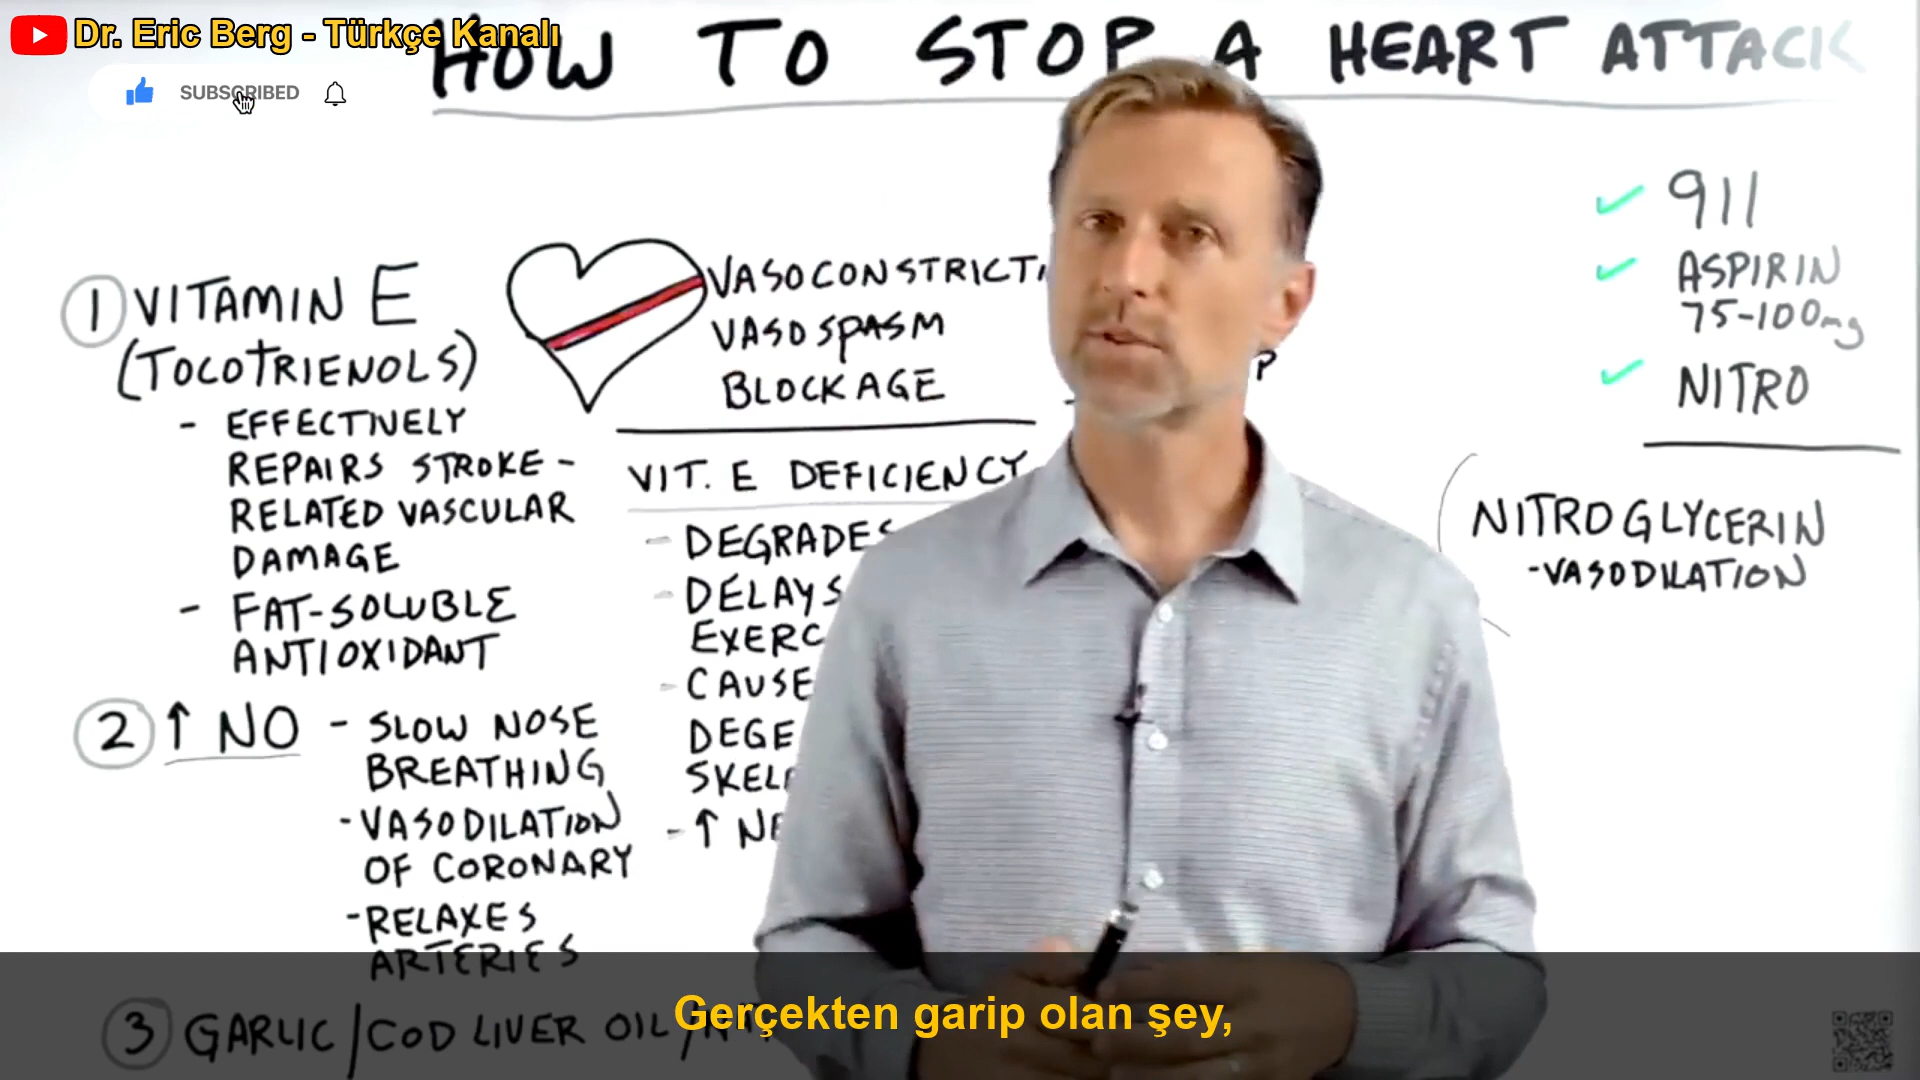 Dr. Eric Berg - Türkçe Kanalı
SUBSCRIBED
HOW TO STOP A HEART ATTACK
1 VITAMIN E
(TOCOTRIENOLS)
- EFFECTIVELY
REPAIRS STROKE-
RELATED VASCULAR
DAMAGE
- FAT-SOLUBLE
ANTIOXIDANT
2 ↑ NO - SLOW NOSE
BREATHING
- VASODILATION
OF CORONARY
- RELAXES
ARTERIES
3 GARLIC/COD LIVER OIL/
VASOCONSTRICTI
VASOSPASM
BLOCKAGE
VIT. E DEFICIENCY
- DEGRADES
- DELAYS
EXERC
- CAUSE
DEGE
SKEL
- ↑ NE
P
✓ 911
✓ ASPIRIN
75-100mg
✓ NITRO
NITROGLYCERIN
- VASODILATION
Gerçekten garip olan şey,